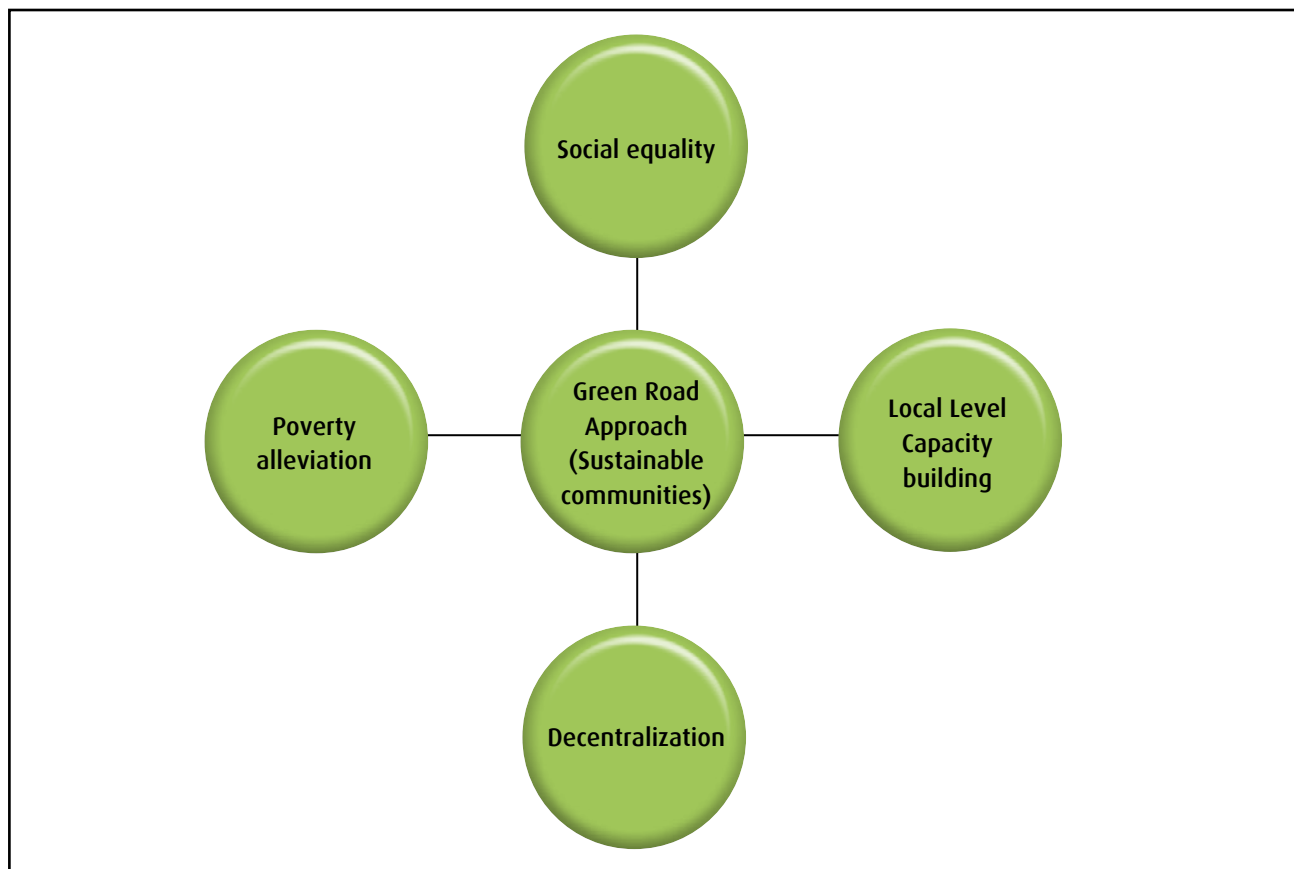 Social equality
Poverty
alleviation
Green Road
Approach
(Sustainable
communities)
Local Level
Capacity
building
Decentralization